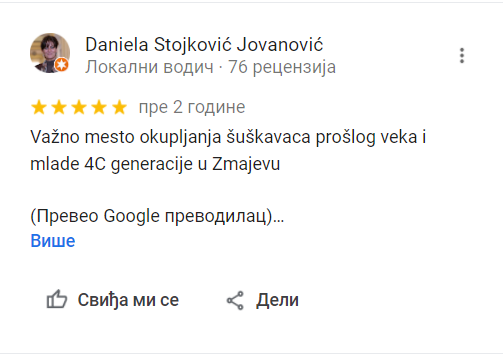 Daniela Stojković Jovanović
Локални водич · 76 рецензија
пре 2 године
Važno mesto okupljanja šuškavaca prošlog veka i
mlade 4C generacije u Zmajevu
(Превео Google преводилац)...
Више
Свиђа ми се
Дели